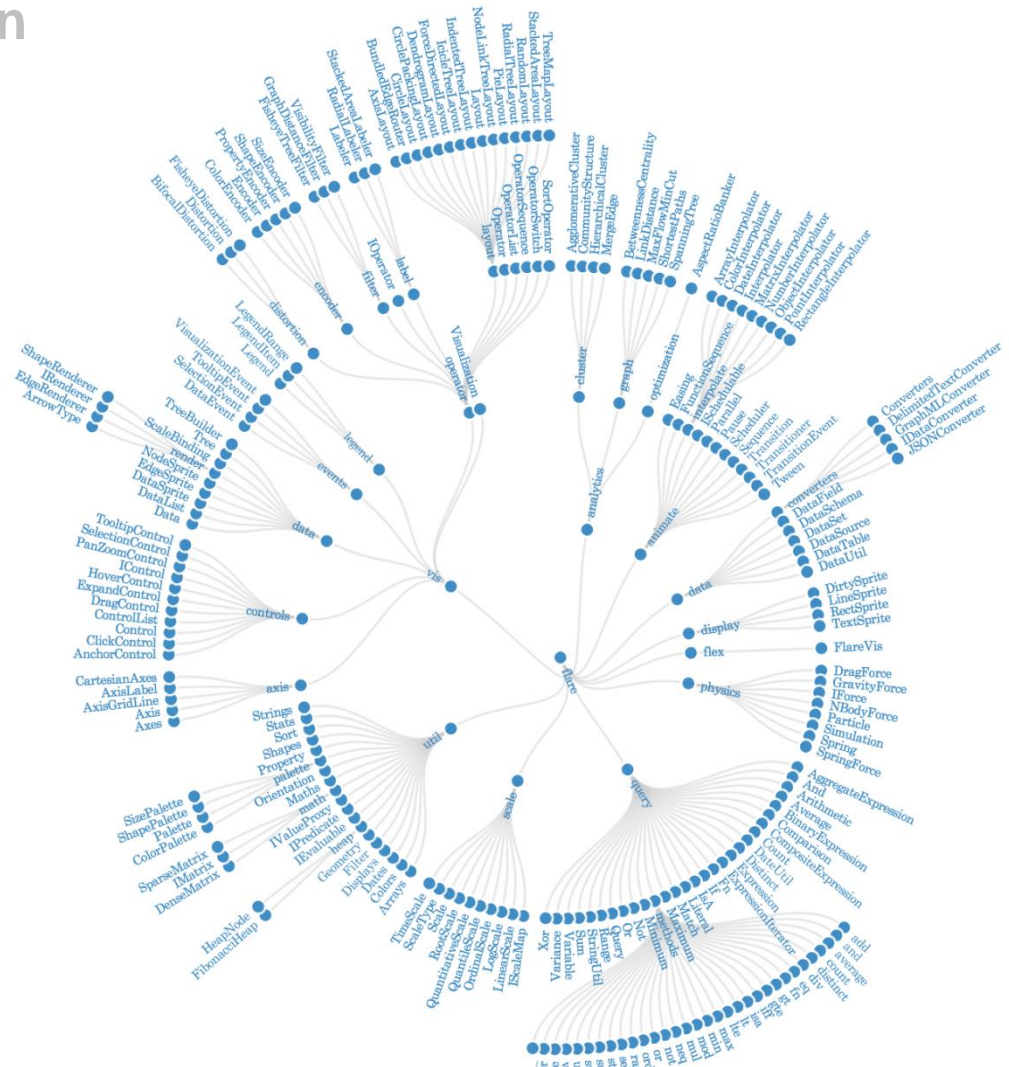 n
TreeMapLayout
StackedAreaLayout
RandomLayout
RadialTreeLayout
PieLayout
NodeLinkTreeLayout
Layout
IndentedTreeLayout
IcicleTreeLayout
ForceDirectedLayout
DendrogramLayout
CirclePackingLayout
CircleLayout
BundledEdgeRouter
AxisLayout
StackedAreaLabeler
RadialLabeler
Labeler
VisibilityFilter
GraphDistanceFilter
FisheyeTreeFilter
SizeEncoder
ShapeEncoder
PropertyEncoder
Encoder
ColorEncoder
FisheyeDistortion
Distortion
BifocalDistortion
SortOperator
OperatorSwitch
OperatorSequence
OperatorList
Operator
layout
label
IOperator
filter
encoder
distortion
Visualization
operator
LegendRange
LegendItem
Legend
legend
VisualizationEvent
TooltipEvent
SelectionEvent
DataEvent
events
ShapeRenderer
IRenderer
EdgeRenderer
ArrowType
TreeBuilder
Tree
ScaleBinding
render
NodeSprite
EdgeSprite
DataSprite
DataList
Data
data
TooltipControl
SelectionControl
PanZoomControl
IControl
HoverControl
ExpandControl
DragControl
ControlList
Control
ClickControl
AnchorControl
controls
CartesianAxes
AxisLabel
AxisGridLine
Axis
Axes
axis
vis
AgglomerativeCluster
CommunityStructure
HierarchicalCluster
MergeEdge
cluster
BetweennessCentrality
LinkDistance
MaxFlowMinCut
ShortestPaths
SpanningTree
graph
AspectRatioBanker
optimization
analytics
ArrayInterpolator
ColorInterpolator
DateInterpolator
Interpolator
MatrixInterpolator
NumberInterpolator
ObjectInterpolator
PointInterpolator
RectangleInterpolator
Easing
FunctionSequence
interpolate
ISchedulable
Parallel
Pause
Scheduler
Sequence
Transition
Transitioner
TransitionEvent
Tween
animate
Converters
DelimitedTextConverter
GraphMLConverter
IDataConverter
JSONConverter
converters
DataField
DataSchema
DataSet
DataSource
DataTable
DataUtil
data
DirtySprite
LineSprite
RectSprite
TextSprite
display
FlareVis
flex
DragForce
GravityForce
IForce
NBodyForce
Particle
Simulation
Spring
SpringForce
physics
flare
AggregateExpression
And
Arithmetic
Average
BinaryExpression
Comparison
CompositeExpression
Count
DateUtil
Distinct
Expression
ExpressionIterator
Fn
If
IsA
Literal
Match
Maximum
methods
Minimum
Not
Or
Query
Range
StringUtil
Sum
Variable
Variance
Xor
query
add
and
average
count
distinct
div
eq
fn
gt
gte
iff
isa
lt
lte
max
min
mod
mul
neq
not
or
IScaleMap
LinearScale
LogScale
OrdinalScale
QuantileScale
QuantitativeScale
RootScale
Scale
ScaleType
TimeScale
scale
Strings
Stats
Sort
Shapes
Property
palette
Orientation
Maths
math
IValueProxy
IPredicate
IEvaluable
heap
Geometry
Filter
Displays
Dates
Colors
Arrays
util
SizePalette
ShapePalette
Palette
ColorPalette
SparseMatrix
IMatrix
DenseMatrix
HeapNode
FibonacciHeap